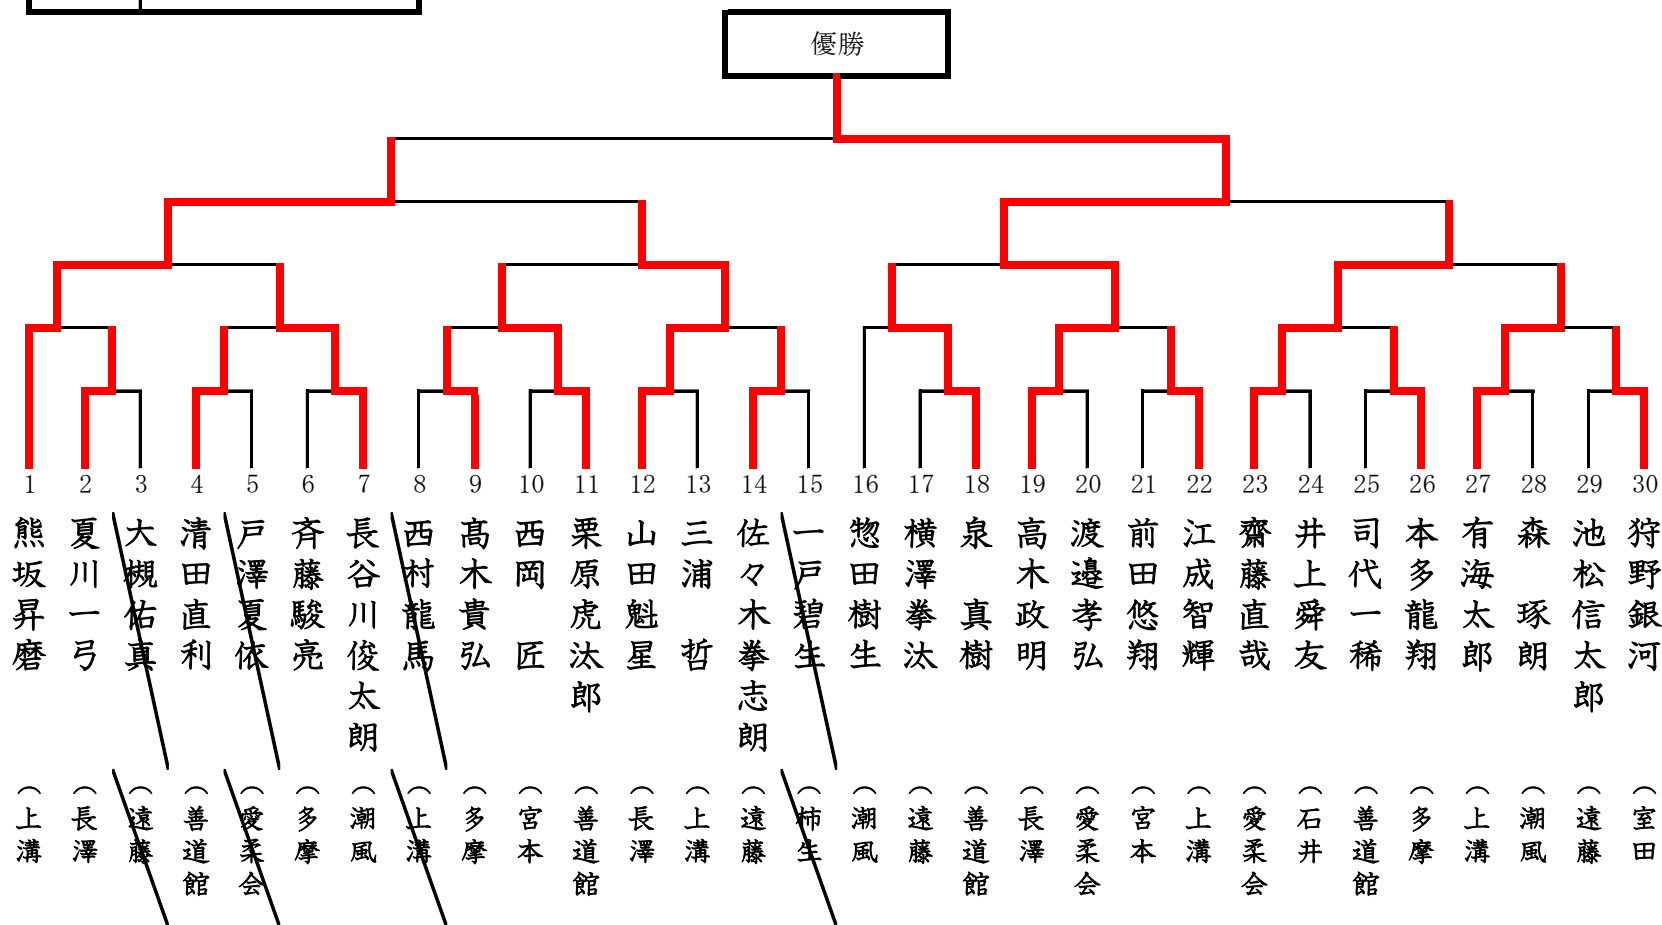 優勝
1 2 3 4 5 6 7 8 9 10 11 12 13 14 15 16 17 18 19 20 21 22 23 24 25 26 27 28 29 30
熊坂昇磨
夏川一弓
大槻佑真
清田直利
戸澤夏依
斉藤駿亮
長谷川俊太朗
西村龍馬
髙木貴弘
西岡　匠
栗原虎汰郎
山田魁星
三浦　哲
佐々木拳志朗
一戸碧生
惣田樹生
横澤拳汰
泉　真樹
高木政明
渡邉孝弘
前田悠翔
江成智輝
齋藤直哉
井上舜友
司代一稀
本多龍翔
有海太郎
森　琢朗
池松信太郎
狩野銀河
（上溝
（長澤
（遠藤
（善道館
（愛柔会
（多摩
（潮風
（上溝
（多摩
（宮本
（善道館
（長澤
（上溝
（遠藤
（柿生
（潮風
（遠藤
（善道館
（長澤
（愛柔会
（宮本
（上溝
（愛柔会
（石井
（善道館
（多摩
（上溝
（潮風
（遠藤
（室田